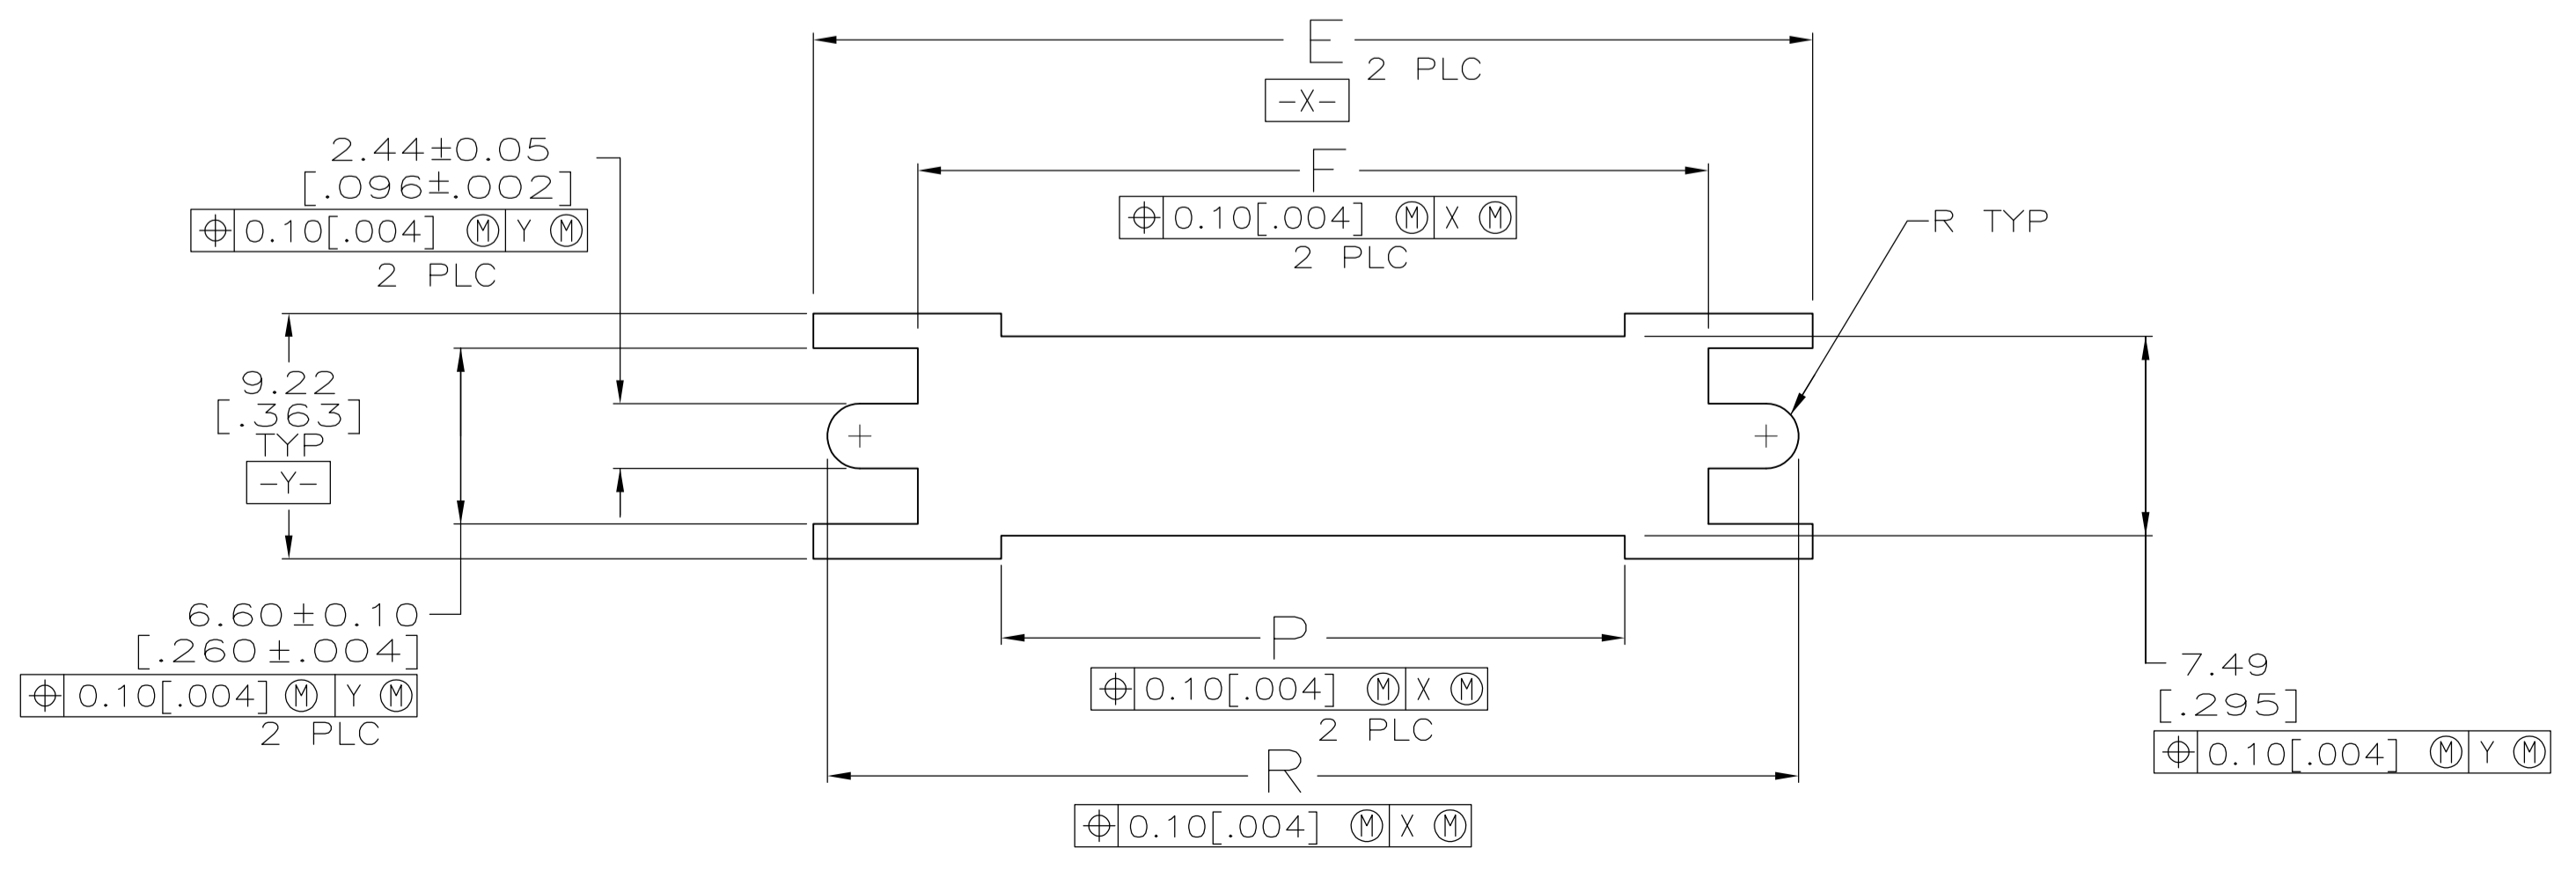 E
2 PLC
-X-
2.44±0.05
[.096±.002]
⌖ 0.10[.004] Ⓜ Y Ⓜ
2 PLC
F
⌖ 0.10[.004] Ⓜ X Ⓜ
2 PLC
R TYP
9.22
[.363]
TYP
-Y-
6.60±0.10
[.260±.004]
⌖ 0.10[.004] Ⓜ Y Ⓜ
2 PLC
P
⌖ 0.10[.004] Ⓜ X Ⓜ
2 PLC
7.49
[.295]
⌖ 0.10[.004] Ⓜ Y Ⓜ
R
⌖ 0.10[.004] Ⓜ X Ⓜ